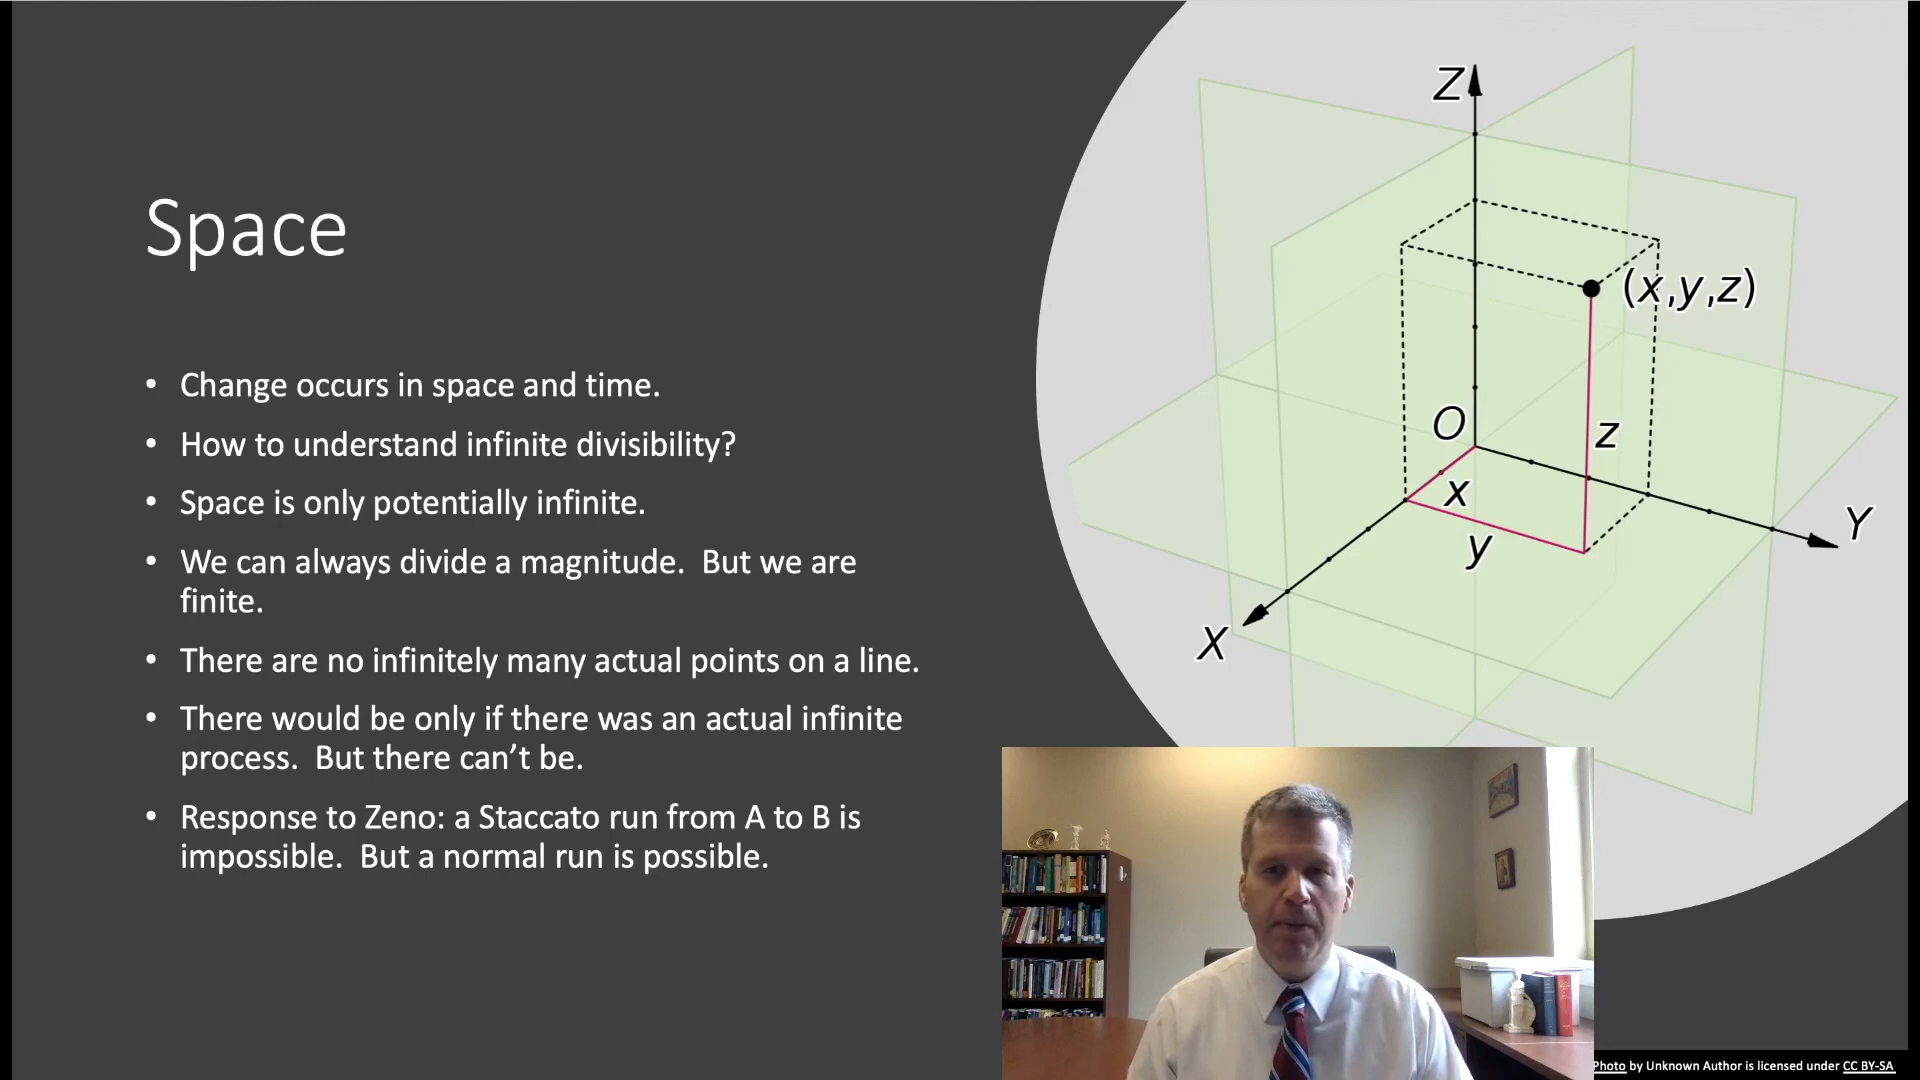 Space
• Change occurs in space and time.
• How to understand infinite divisibility?
• Space is only potentially infinite.
• We can always divide a magnitude.  But we are
finite.
• There are no infinitely many actual points on a line.
• There would be only if there was an actual infinite
process.  But there can’t be.
• Response to Zeno: a Staccato run from A to B is
impossible.  But a normal run is possible.
Z
(x,y,z)
O
z
x
y
Y
X
Photo by Unknown Author is licensed under CC BY-SA